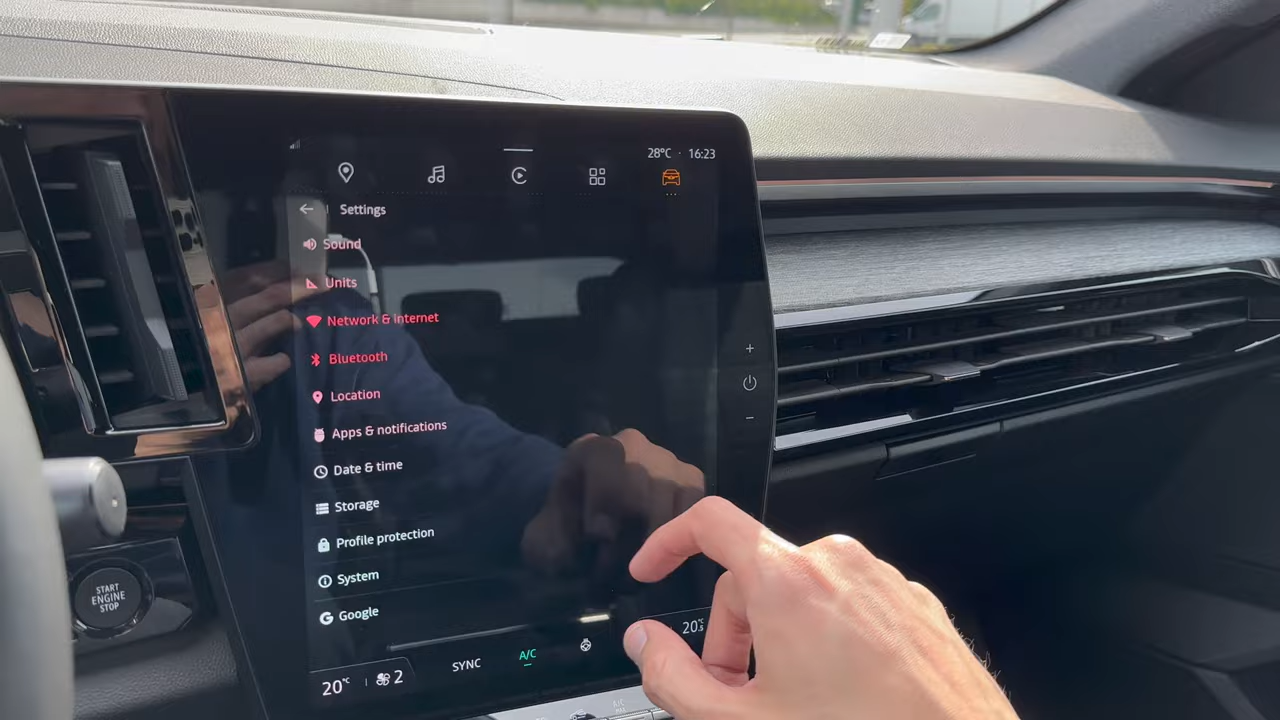 28°C · 16:23
Settings
Sound
Units
Network & internet
Bluetooth
Location
Apps & notifications
Date & time
Storage
Profile protection
System
Google
START
ENGINE
STOP
20°C 2 SYNC A/C 20.5°C